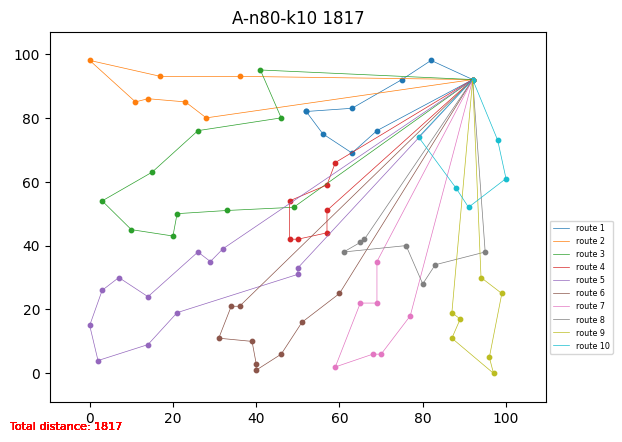 A-n80-k10 1817
100
80
60
40
20
0
0 20 40 60 80 100
route 1
route 2
route 3
route 4
route 5
route 6
route 7
route 8
route 9
route 10
Total distance: 1817